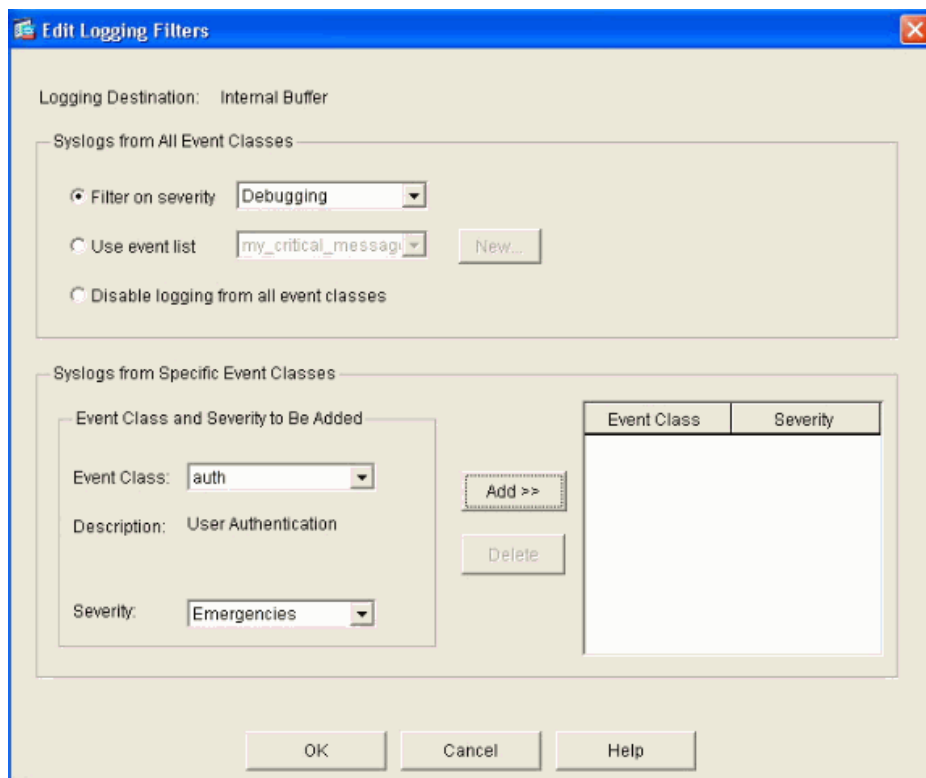 Edit Logging Filters
Logging Destination: Internal Buffer
Syslogs from All Event Classes
Filter on severity Debugging
Use event list my_critical_messag New...
Disable logging from all event classes
Syslogs from Specific Event Classes
Event Class and Severity to Be Added
Event Class: auth
Description: User Authentication
Severity: Emergencies
Add >>
Delete
Event Class Severity
OK Cancel Help